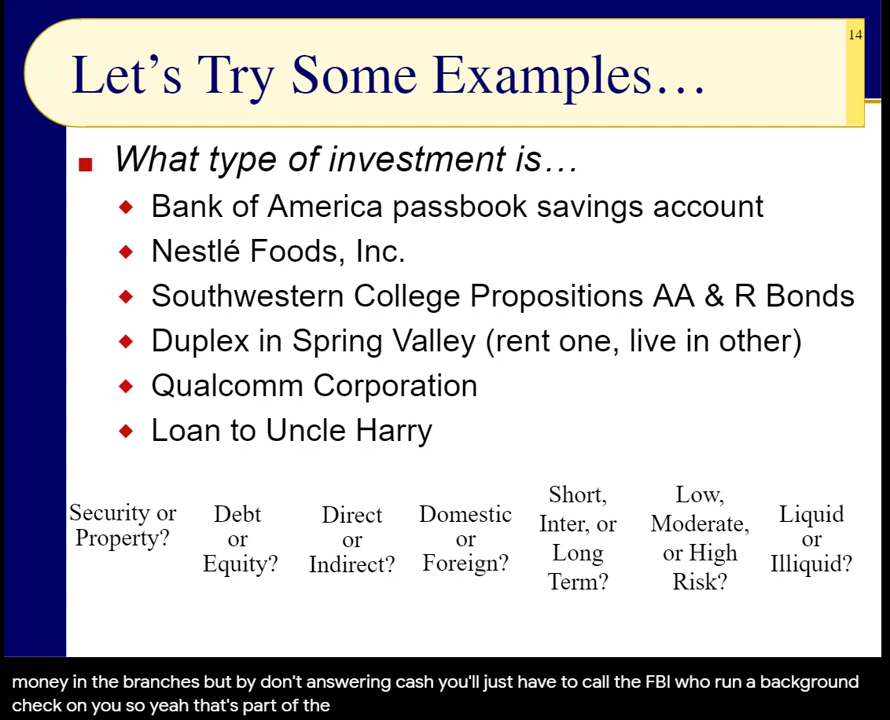 14
Let's Try Some Examples…
What type of investment is…
Bank of America passbook savings account
Nestlé Foods, Inc.
Southwestern College Propositions AA & R Bonds
Duplex in Spring Valley (rent one, live in other)
Qualcomm Corporation
Loan to Uncle Harry
Security or
Property?
Debt
or
Equity?
Direct
or
Indirect?
Domestic
or
Foreign?
Short,
Inter, or
Long
Term?
Low,
Moderate,
or High
Risk?
Liquid
or
Illiquid?
money in the branches but by don't answering cash you'll just have to call the FBI who run a background
check on you so yeah that's part of the